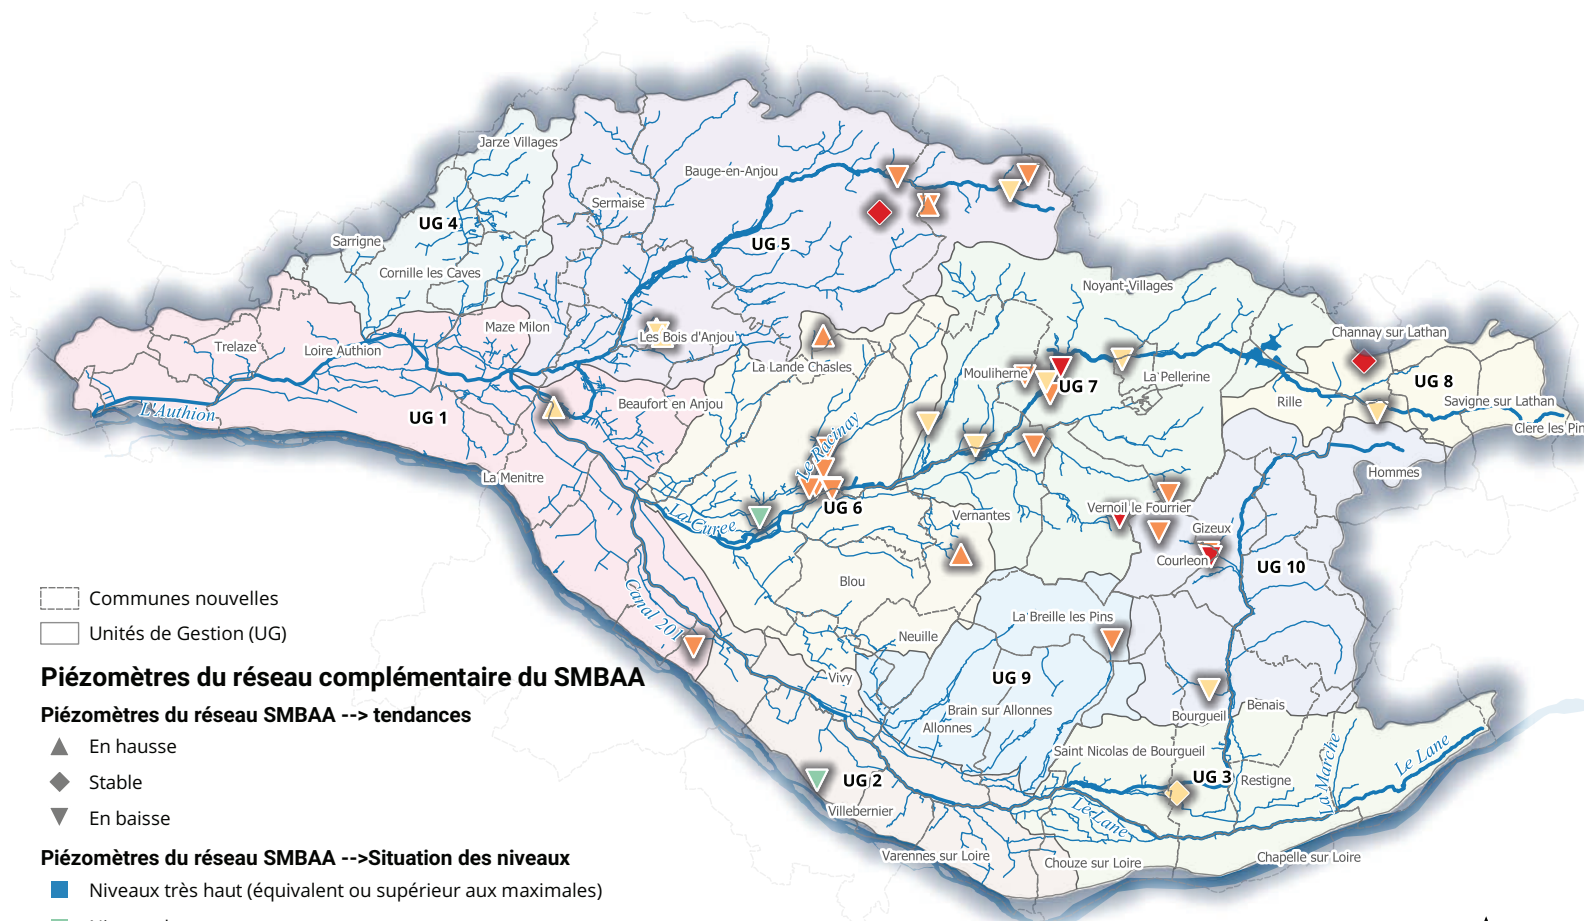 Jarze Villages
Bauge-en-Anjou
Sermaise
UG 4
Sarrigne
UG 5
Cornille les Caves
Noyant-Villages
Maze Milon
Les Bois d'Anjou
Channay sur Lathan
Trelaze
Loire Authion
La Lande Chasles
Mouliherne
UG 7
La Pellerine
UG 8
Rille
Savigne sur Lathan
L'Authion
UG 1
Beaufort en Anjou
Clere les Pin
Le Racinay
La Menitre
Hommes
UG 6
Vernoil le Fourrier
La Curee
Vernantes
Gizeux
Courleon
UG 10
Blou
Communes nouvelles
Canal 201
La Breille les Pins
Unités de Gestion (UG)
Neuille
Piézomètres du réseau complémentaire du SMBAA
Vivy
UG 9
Brain sur Allonnes
Benais
Piézomètres du réseau SMBAA --> tendances
Bourgueil
Allonnes
En hausse
Saint Nicolas de Bourgueil
La Marche
Le Lane
Stable
UG 2
UG 3
Restigne
En baisse
Villebernier
Le Lane
Piézomètres du réseau SMBAA -->Situation des niveaux
Varennes sur Loire
Chouze sur Loire
Chapelle sur Loire
Niveaux très haut (équivalent ou supérieur aux maximales)